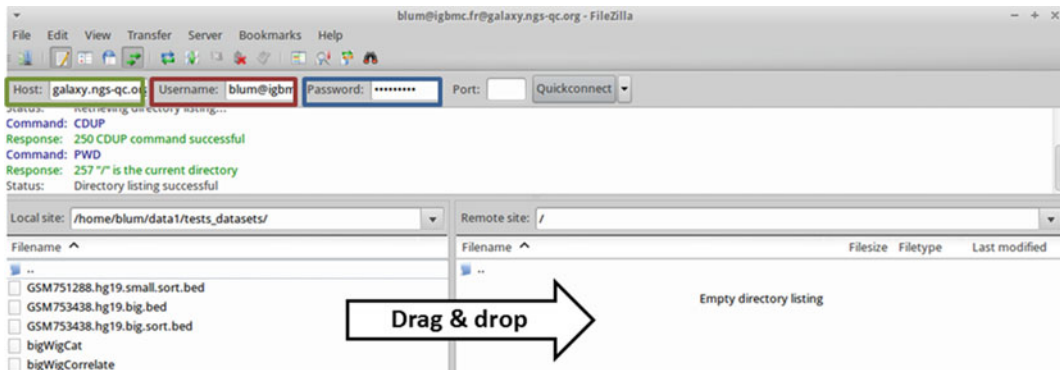 blum@igbmc.fr@galaxy.ngs-qc.org - FileZilla
File Edit View Transfer Server Bookmarks Help
Host: galaxy.ngs-qc.or Username: blum@igbm Password: ••••••••• Port: Quickconnect
Status: Retrieving directory listing...
Command: CDUP
Response: 250 CDUP command successful
Command: PWD
Response: 257 "/" is the current directory
Status: Directory listing successful
Local site: /home/blum/data1/tests_datasets/ Remote site: /
Filename Filename Filesize Filetype Last modified
.. ..
GSM751288.hg19.small.sort.bed
Empty directory listing
GSM753438.hg19.big.bed
GSM753438.hg19.big.sort.bed
Drag & drop
bigWigCat
bigWigCorrelate